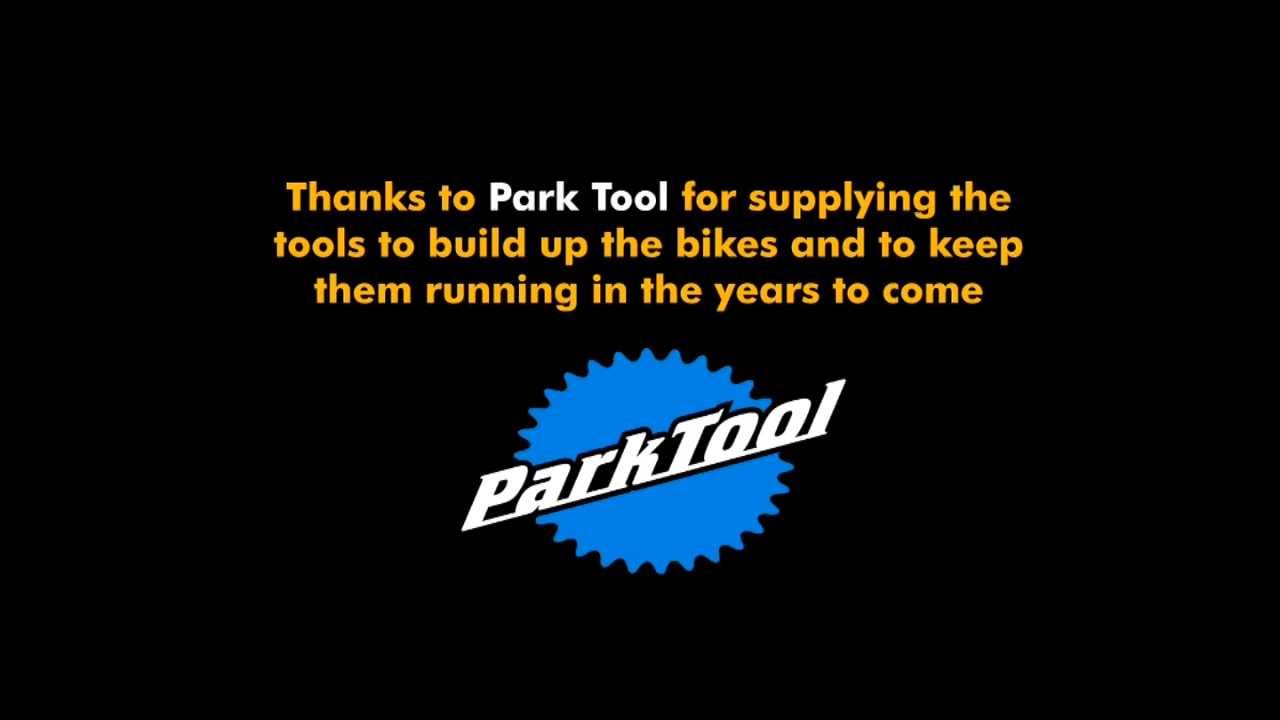 Thanks to Park Tool for supplying the
tools to build up the bikes and to keep
them running in the years to come
ParkTool